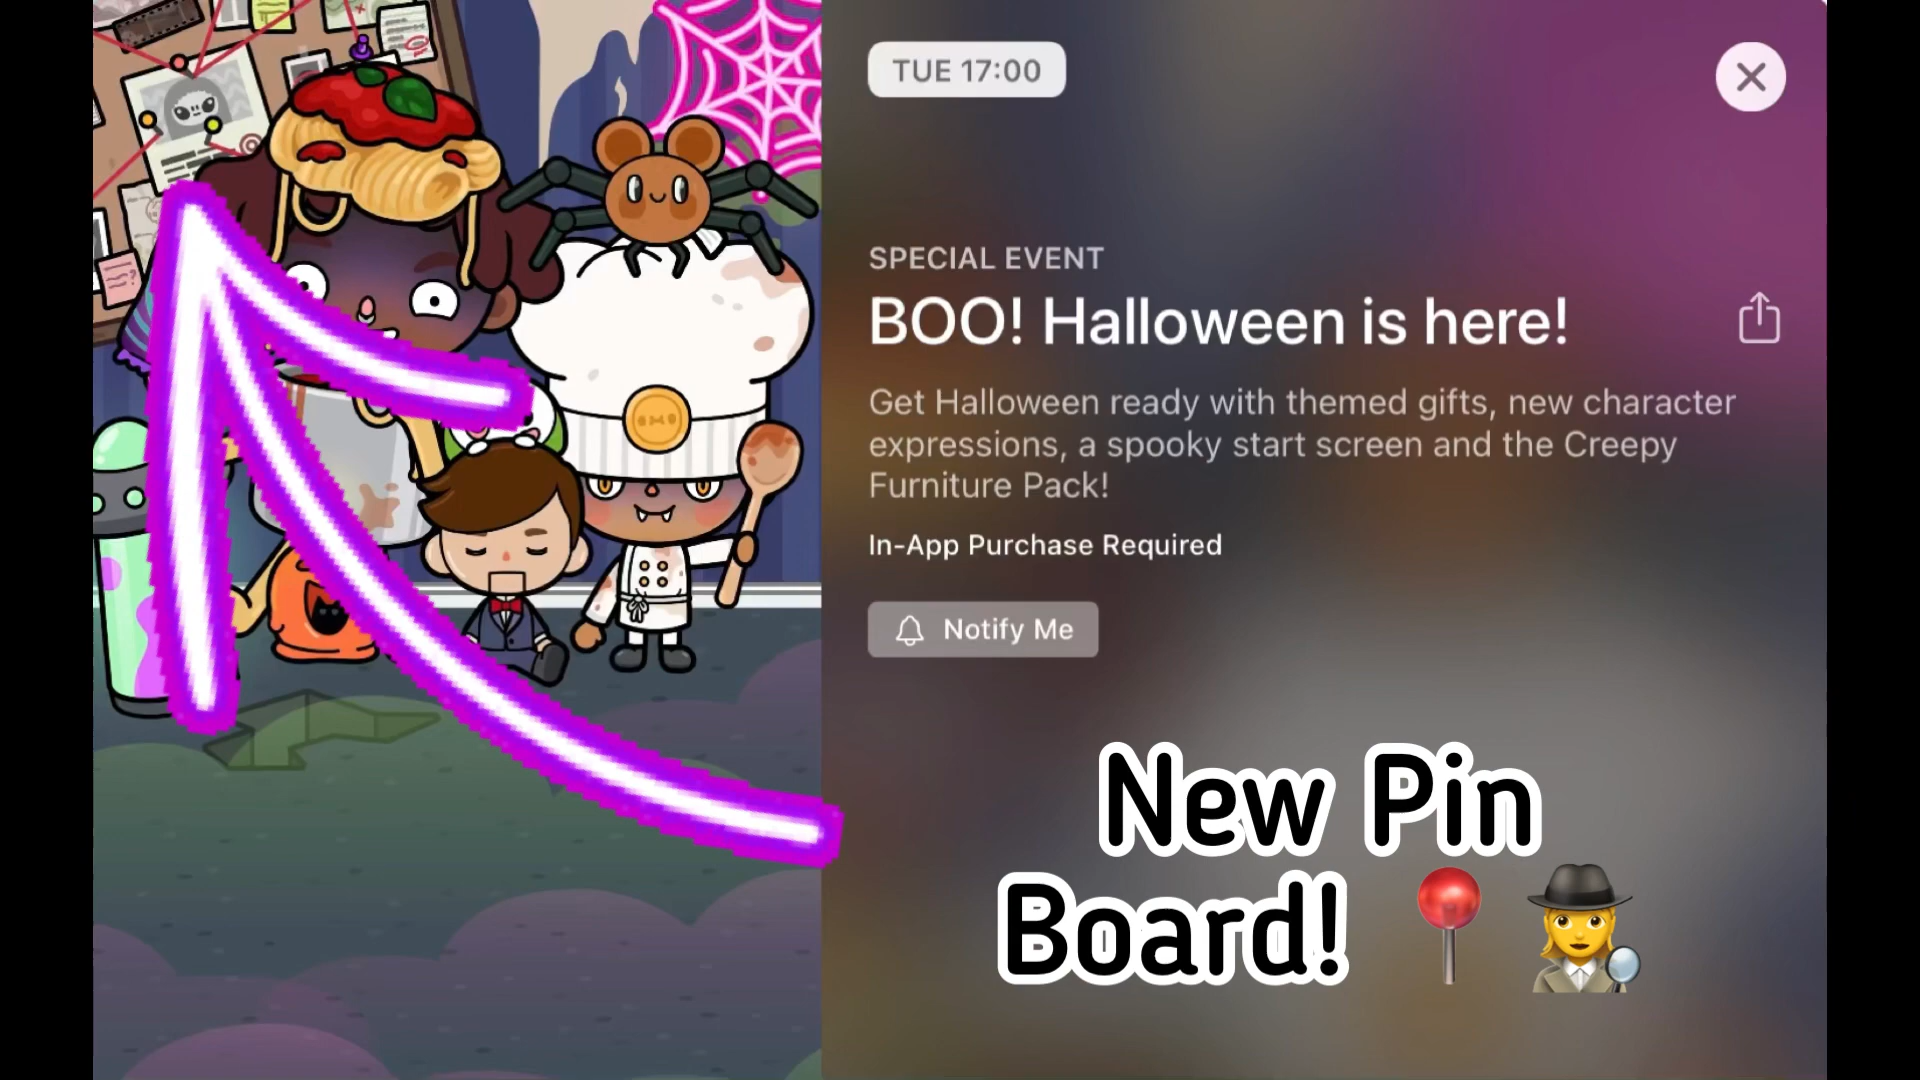 TUE 17:00
SPECIAL EVENT
BOO! Halloween is here!
Get Halloween ready with themed gifts, new character
expressions, a spooky start screen and the Creepy
Furniture Pack!
In-App Purchase Required
Notify Me
New Pin
Board!